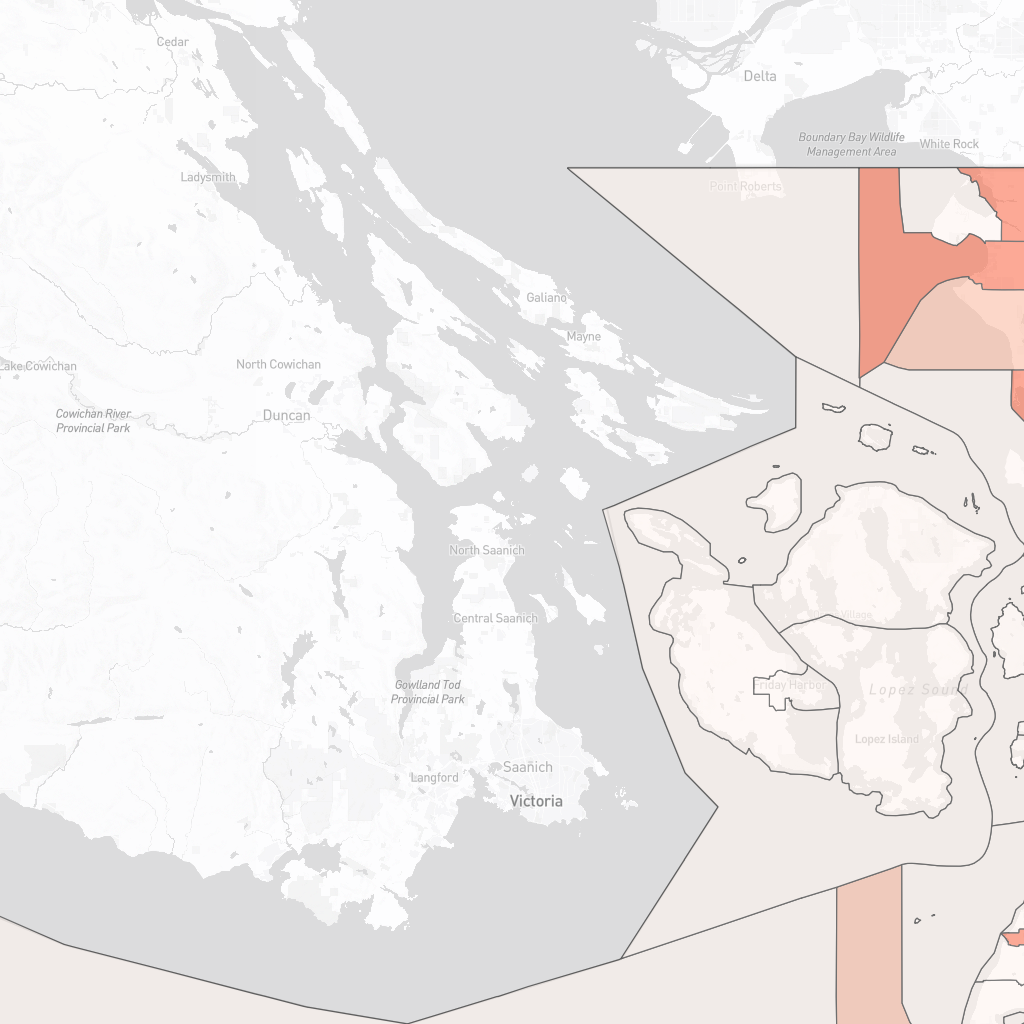 Cedar
Delta
Boundary Bay Wildlife
Management Area
White Rock
Ladysmith
Point Roberts
Galiano
Mayne
Lake Cowichan
North Cowichan
Cowichan River
Provincial Park
Duncan
North Saanich
Central Saanich
Village
Gowlland Tod
Provincial Park
Friday Harbor
Lopez Sound
Lopez Island
Saanich
Langford
Victoria